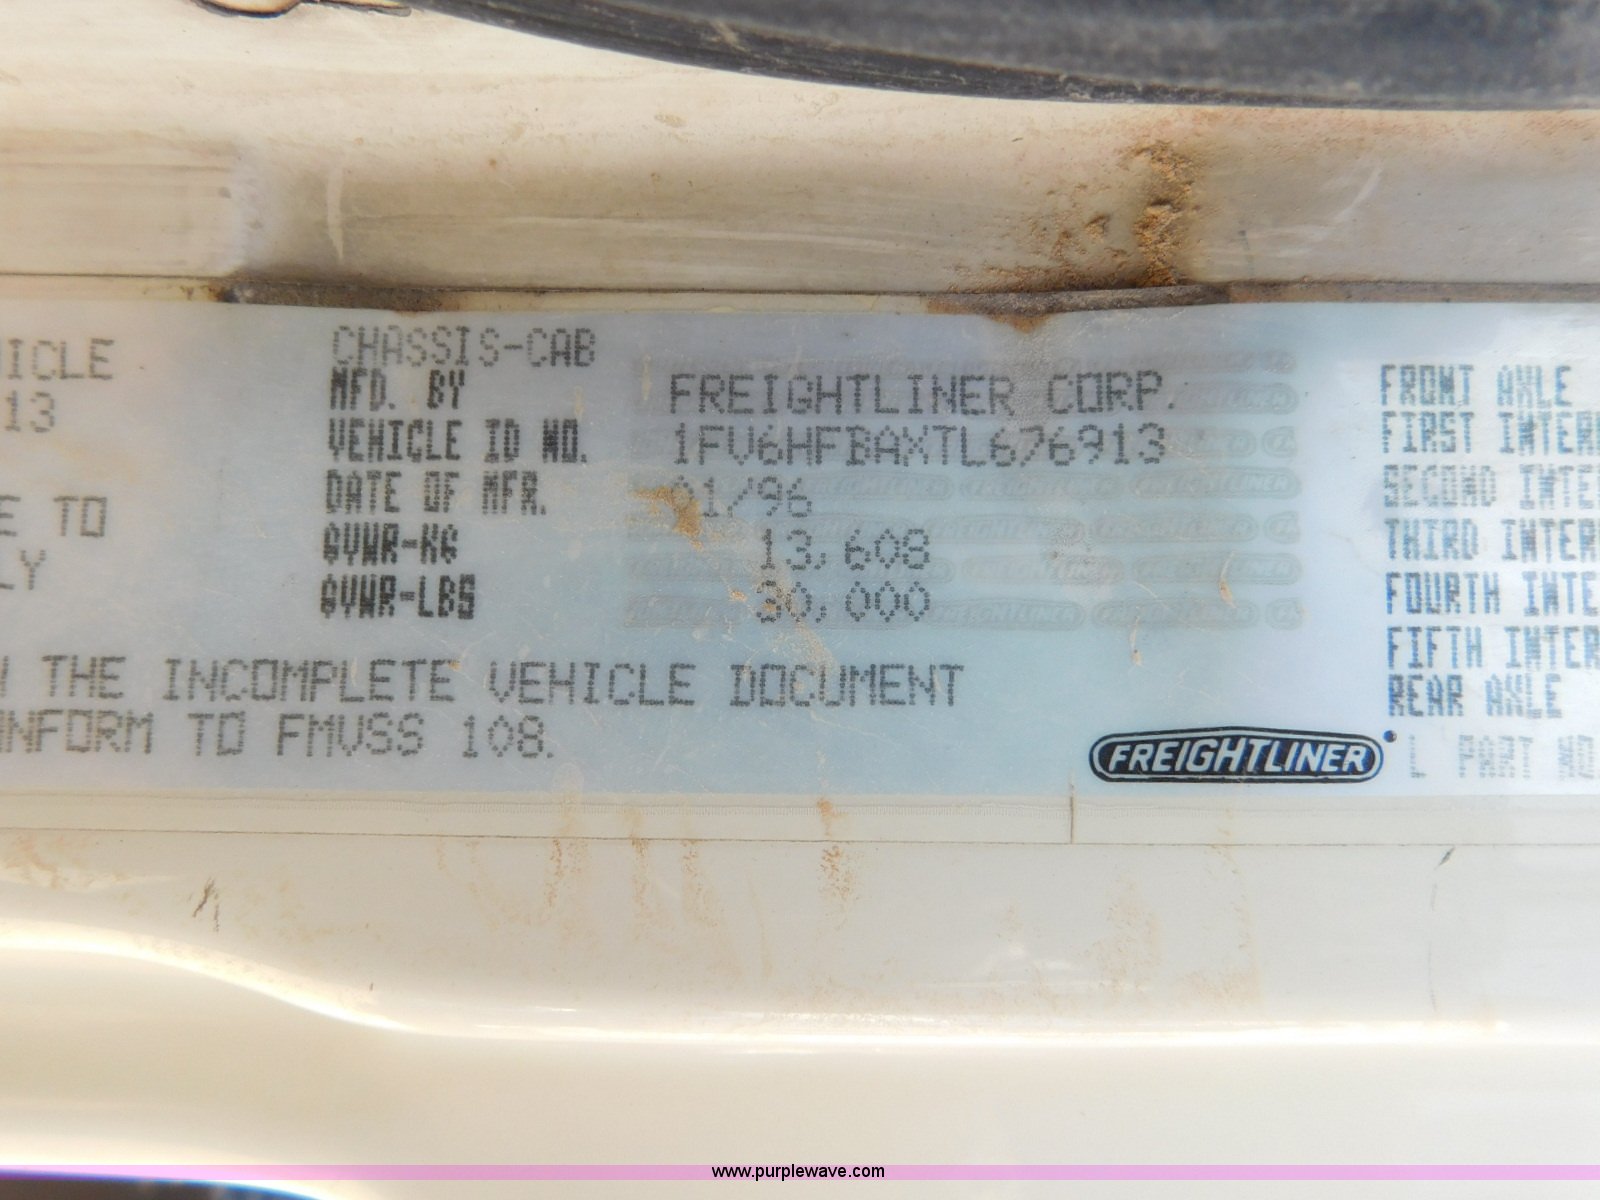 CHASSIS-CAB
MFD. BY FREIGHTLINER CORP.
VEHICLE ID NO. 1FV6HFBAXTL676913
DATE OF MFR. 01/96
GVWR-KG 13,608
GVWR-LBS 30,000
ICLE
13
E TO
LY
THE INCOMPLETE VEHICLE DOCUMENT
NFORM TO FMVSS 108.
FREIGHTLINER
FRONT AXLE
FIRST INTER
SECOND INTE
THIRD INTER
FOURTH INTE
FIFTH INTER
REAR AXLE
L PART NO
www.purplewave.com